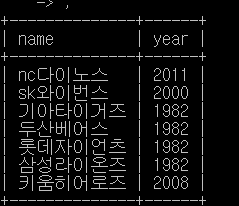 -> ;
+----------------+------+
| name | year |
+----------------+------+
| nc다이노스 | 2011 |
| sk와이번스 | 2000 |
| 기아타이거즈 | 1982 |
| 두산베어스 | 1982 |
| 롯데자이언츠 | 1982 |
| 삼성라이온즈 | 1982 |
| 키움히어로즈 | 2008 |
+----------------+------+